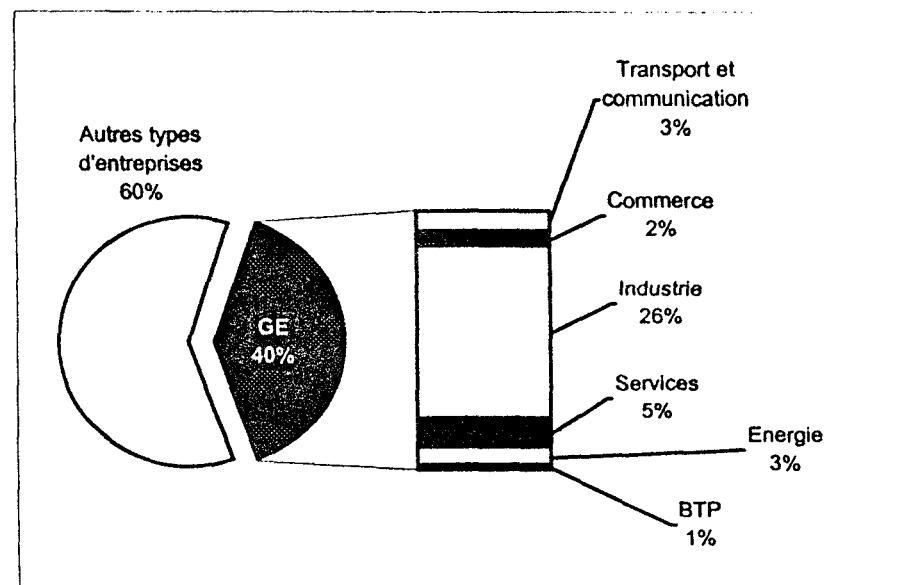 Transport et
communication
3%
Autres types
d'entreprises
60%
Commerce
2%
GE
40%
Industrie
26%
Services
5%
Energie
3%
BTP
1%